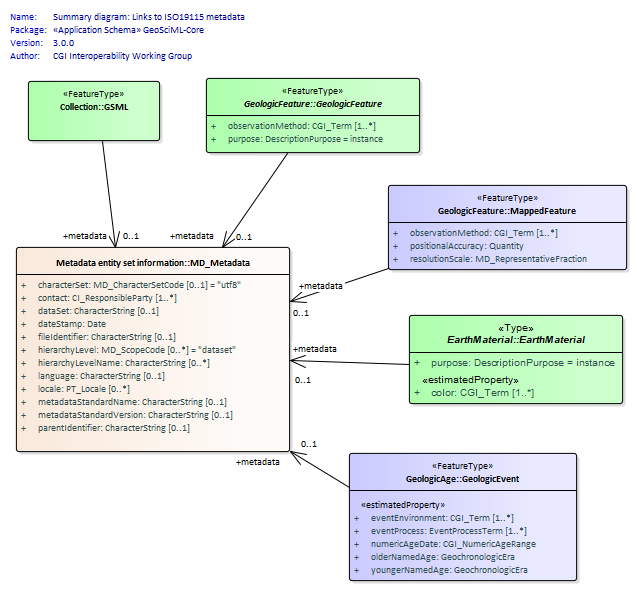 Name: Summary diagram: Links to ISO19115 metadata
Package: «Application Schema» GeoSciML-Core
Version: 3.0.0
Author: CGI Interoperability Working Group
«FeatureType»
Collection::GSML
«FeatureType»
GeologicFeature::GeologicFeature
+ observationMethod: CGI_Term [1..*]
+ purpose: DescriptionPurpose = instance
«FeatureType»
GeologicFeature::MappedFeature
+ observationMethod: CGI_Term [1..*]
+ positionalAccuracy: Quantity
+ resolutionScale: MD_RepresentativeFraction
+metadata 0..1
+metadata 0..1
Metadata entity set information::MD_Metadata
+ characterSet: MD_CharacterSetCode [0..1] = "utf8"
+ contact: CI_ResponsibleParty [1..*]
+ dataSet: CharacterString [0..1]
+ dateStamp: Date
+ fileIdentifier: CharacterString [0..1]
+ hierarchyLevel: MD_ScopeCode [0..*] = "dataset"
+ hierarchyLevelName: CharacterString [0..*]
+ language: CharacterString [0..1]
+ locale: PT_Locale [0..*]
+ metadataStandardName: CharacterString [0..1]
+ metadataStandardVersion: CharacterString [0..1]
+ parentIdentifier: CharacterString [0..1]
+metadata
0..1
+metadata
0..1
«Type»
EarthMaterial::EarthMaterial
+ purpose: DescriptionPurpose = instance
«estimatedProperty»
+ color: CGI_Term [1..*]
0..1
+metadata
«FeatureType»
GeologicAge::GeologicEvent
«estimatedProperty»
+ eventEnvironment: CGI_Term [1..*]
+ eventProcess: EventProcessTerm [1..*]
+ numericAgeDate: CGI_NumericAgeRange
+ olderNamedAge: GeochronologicEra
+ youngerNamedAge: GeochronologicEra